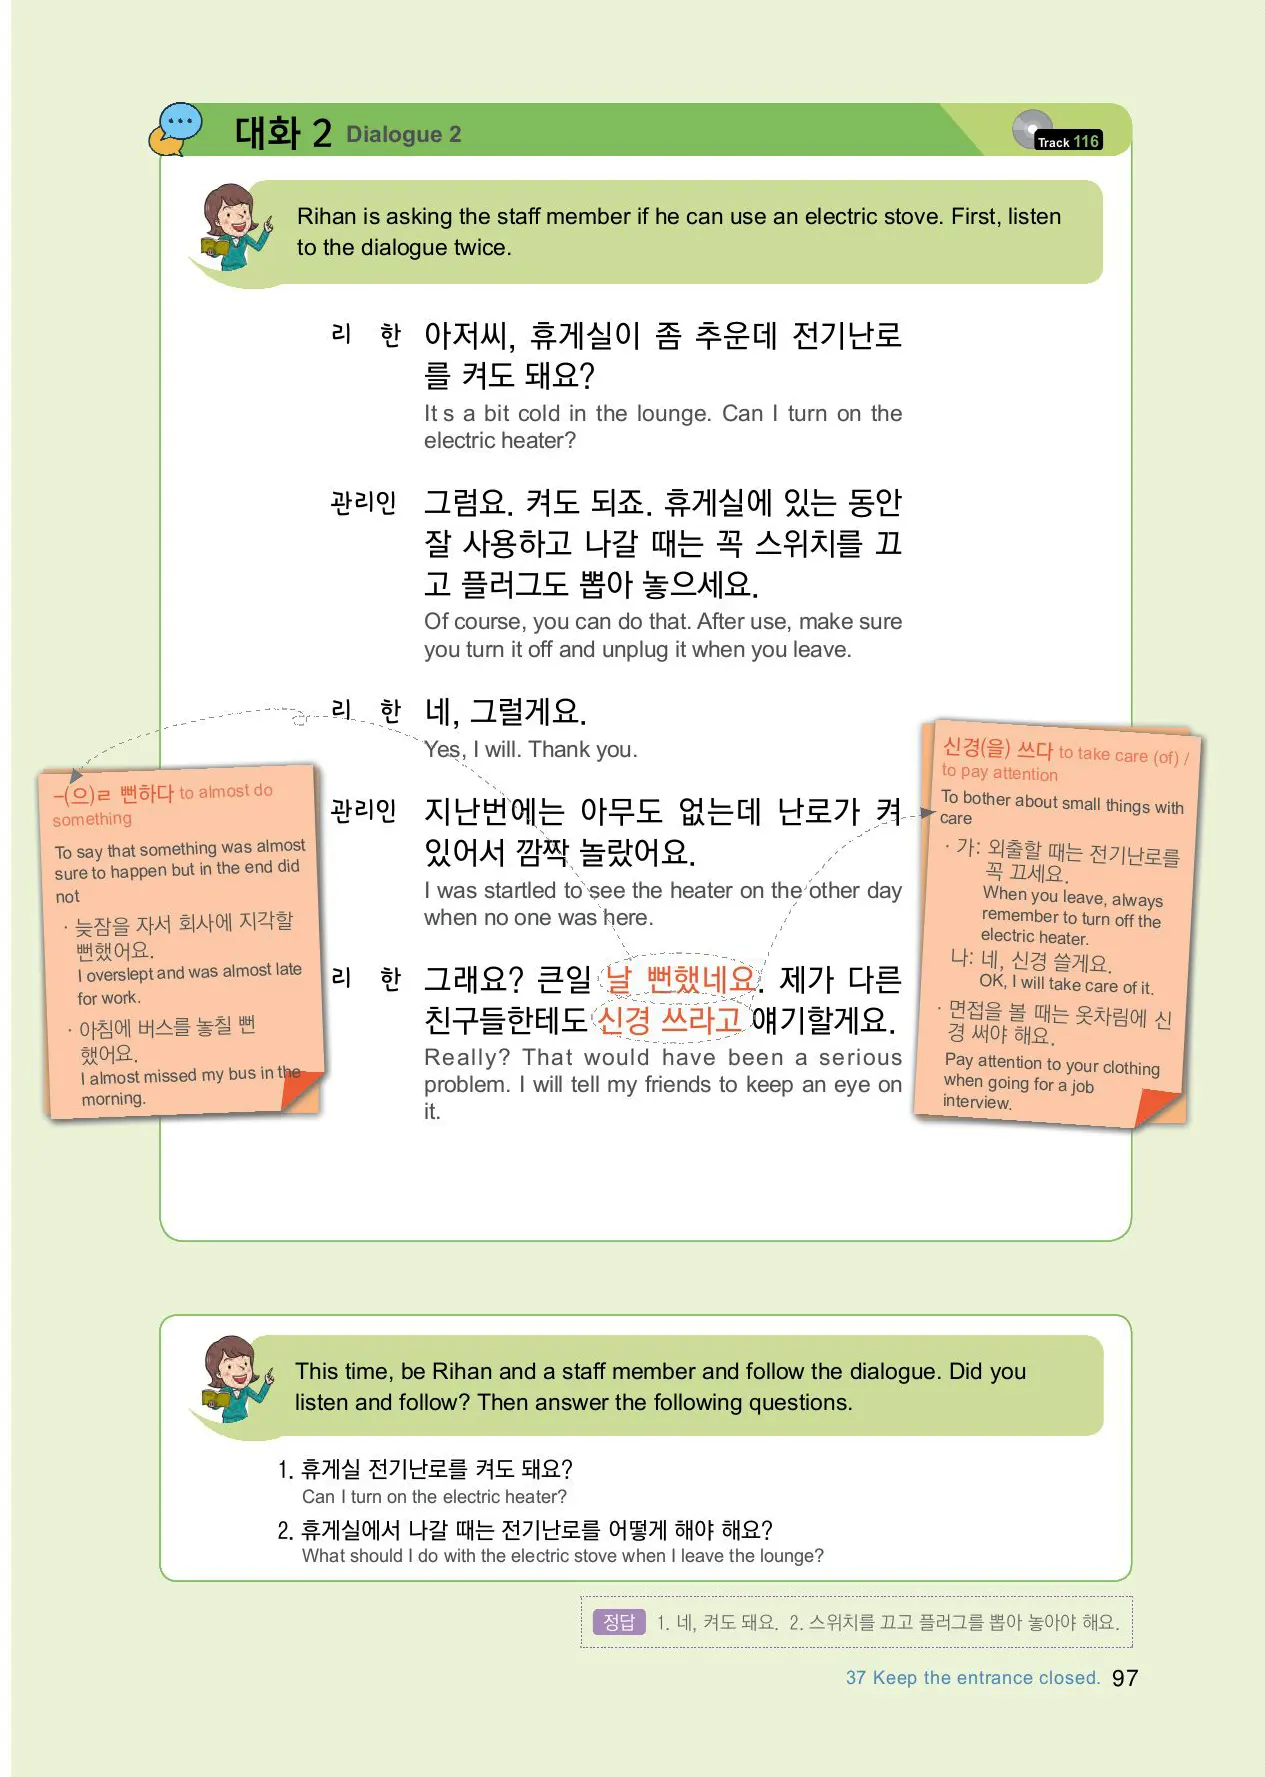 대화 2 Dialogue 2
Track 116
Rihan is asking the staff member if he can use an electric stove. First, listen
to the dialogue twice.
리 한 아저씨, 휴게실이 좀 추운데 전기난로
를 켜도 돼요?
It s a bit cold in the lounge. Can I turn on the
electric heater?
관리인 그럼요. 켜도 되죠. 휴게실에 있는 동안
잘 사용하고 나갈 때는 꼭 스위치를 끄
고 플러그도 뽑아 놓으세요.
Of course, you can do that. After use, make sure
you turn it off and unplug it when you leave.
리 한 네, 그럴게요.
Yes, I will. Thank you.
관리인 지난번에는 아무도 없는데 난로가 켜
있어서 깜짝 놀랐어요.
I was startled to see the heater on the other day
when no one was here.
리 한 그래요? 큰일 날 뻔했네요. 제가 다른
친구들한테도 신경 쓰라고 얘기할게요.
Really? That would have been a serious
problem. I will tell my friends to keep an eye on
it.
-(으)ㄹ 뻔하다 to almost do
something
To say that something was almost
sure to happen but in the end did
not
· 늦잠을 자서 회사에 지각할
뻔했어요.
I overslept and was almost late
for work.
· 아침에 버스를 놓칠 뻔
했어요.
I almost missed my bus in the
morning.
신경(을) 쓰다 to take care (of) /
to pay attention
To bother about small things with
care
· 가: 외출할 때는 전기난로를
꼭 끄세요.
When you leave, always
remember to turn off the
electric heater.
나: 네, 신경 쓸게요.
OK, I will take care of it.
· 면접을 볼 때는 옷차림에 신
경 써야 해요.
Pay attention to your clothing
when going for a job
interview.
This time, be Rihan and a staff member and follow the dialogue. Did you
listen and follow? Then answer the following questions.
1. 휴게실 전기난로를 켜도 돼요?
Can I turn on the electric heater?
2. 휴게실에서 나갈 때는 전기난로를 어떻게 해야 해요?
What should I do with the electric stove when I leave the lounge?
정답 1. 네, 켜도 돼요. 2. 스위치를 끄고 플러그를 뽑아 놓아야 해요.
37 Keep the entrance closed. 97